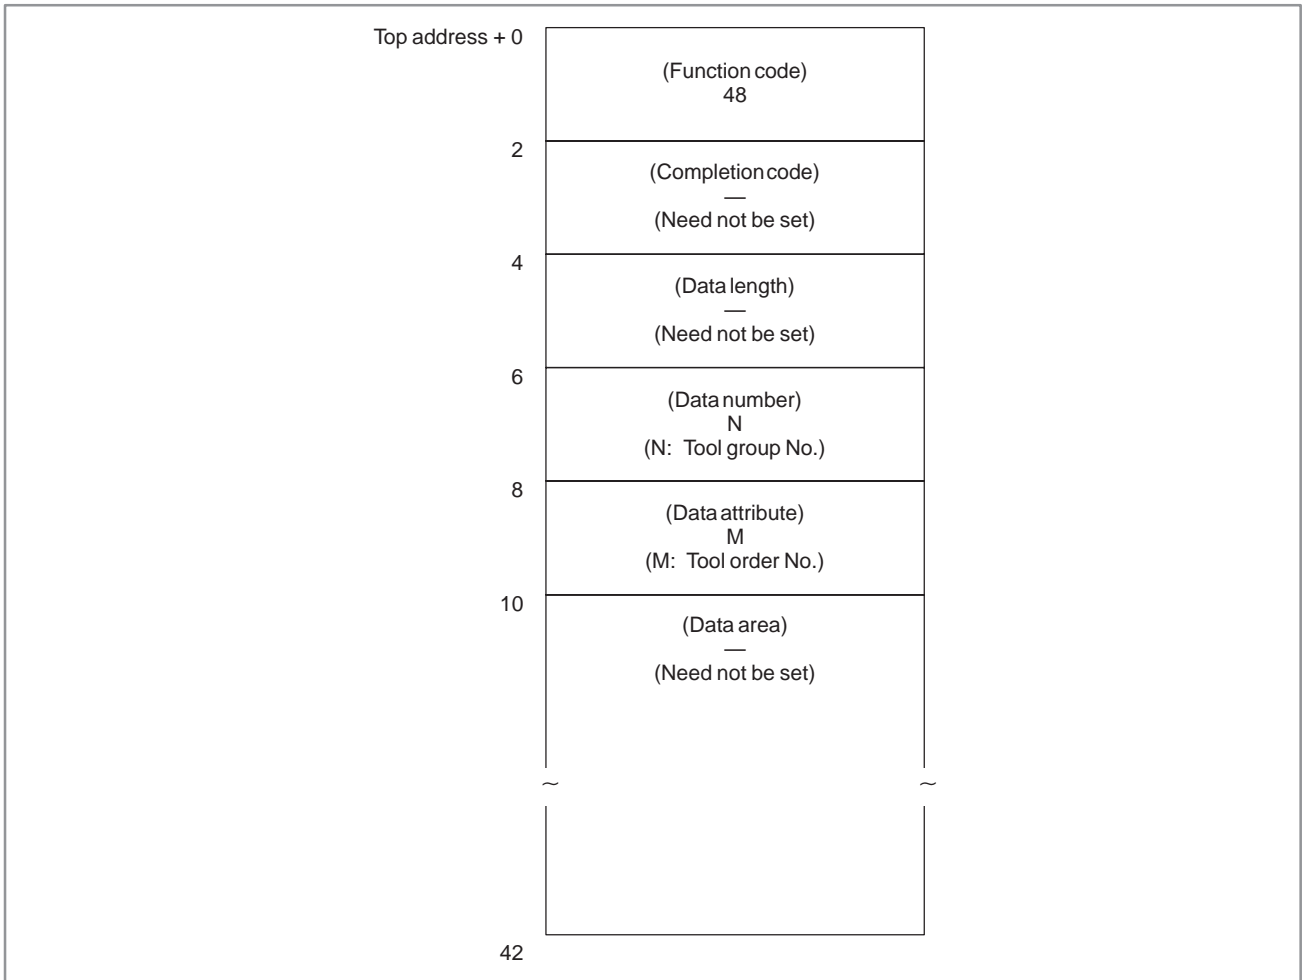 Top address + 0
(Function code)
48
2
(Completion code)
—
(Need not be set)
4
(Data length)
—
(Need not be set)
6
(Data number)
N
(N: Tool group No.)
8
(Data attribute)
M
(M: Tool order No.)
10
(Data area)
—
(Need not be set)
~ ~
42